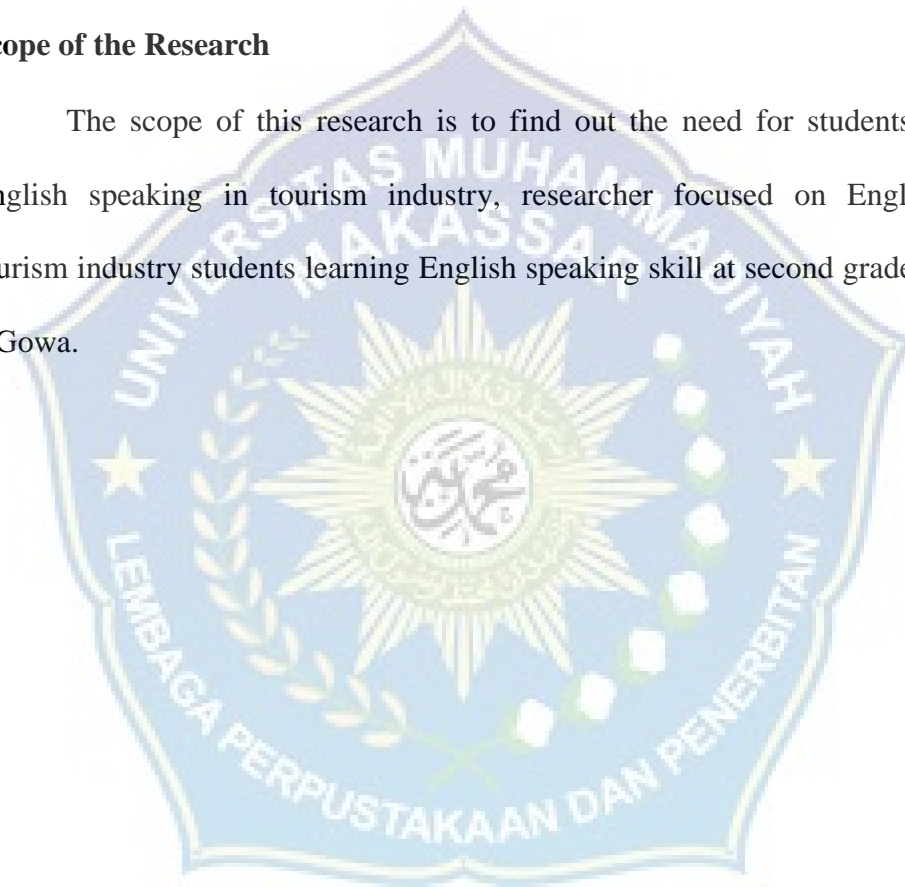 cope of the Research
The scope of this research is to find out the need for students
nglish speaking in tourism industry, researcher focused on Engl
urism industry students learning English speaking skill at second grade
Gowa.
UNIVERSITAS MUHAMMADIYAH
MAKASSAR
LEMBAGA PERPUSTAKAAN DAN PENERBITAN